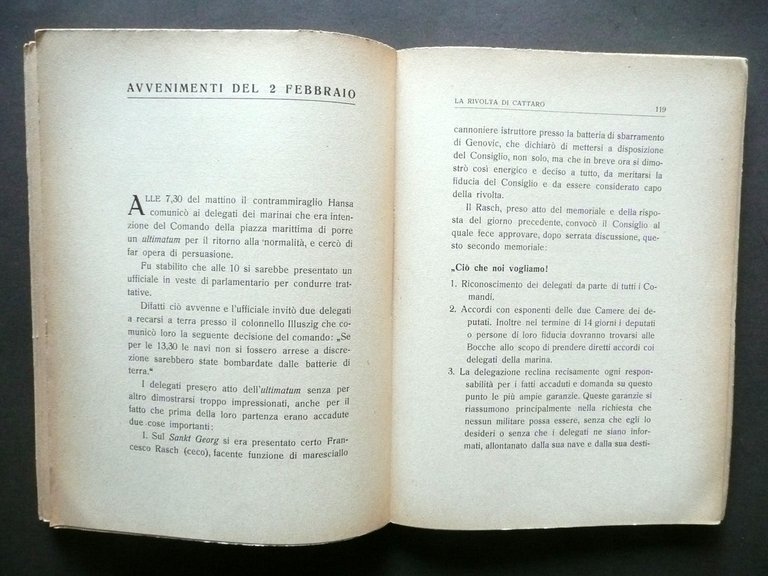 AVVENIMENTI DEL 2 FEBBRAIO
ALLE 7,30 del mattino il contrammiraglio Hansa
comunicò ai delegati dei marinai che era inten-
zione del Comando della piazza marittima di porre
un ultimatum per il ritorno alla normalità, e cercò di
far opera di persuasione.
Fu stabilito che alle 10 si sarebbe presentato un
ufficiale in veste di parlamentario per condurre trat-
tative.
Difatti ciò avvenne e l'ufficiale invitò due delegati
a recarsi a terra presso il colonnello Illuszig che co-
municò loro la seguente decisione del comando: „Se
per le 13,30 le navi non si fossero arrese a discre-
zione sarebbero state bombardate dalle batterie di
terra.“
I delegati presero atto dell'ultimatum senza per
altro dimostrarsi troppo impressionati, anche per il
fatto che prima della loro partenza erano accadute
due cose importanti:
I. Sul Sankt Georg si era presentato certo Fran-
cesco Rasch (ceco), facente funzione di maresciallo
LA RIVOLTA DI CATTARO 119
cannoniere istruttore presso la batteria di sbarramento
di Genovic, che dichiarò di mettersi a disposizione
del Consiglio, non solo, ma che in breve ora si dimo-
strò così energico e deciso a tutto, da meritarsi la
fiducia del Consiglio e da essere considerato capo
della rivolta.
Il Rasch, preso atto del memoriale e della rispo-
sta del giorno precedente, convocò il Consiglio al
quale fece approvare, dopo serrata discussione, que-
sto secondo memoriale:
„Ciò che noi vogliamo!
1. Riconoscimento dei delegati da parte di tutti i Co-
mandi.
2. Accordi con esponenti delle due Camere dei de-
putati. Inoltre nel termine di 14 giorni i deputati
o persone di loro fiducia dovranno trovarsi alle
Bocche allo scopo di prendere diretti accordi coi
delegati della marina.
3. La delegazione reclina recisamente ogni respon-
sabilità per i fatti accaduti e domanda su questo
punto le più ampie garanzie. Queste garanzie si
riassumono principalmente nella richiesta che
nessun militare possa essere, senza che egli lo
desideri o senza che i delegati ne siano infor-
mati, allontanato dalla sua nave e dalla sua desti-